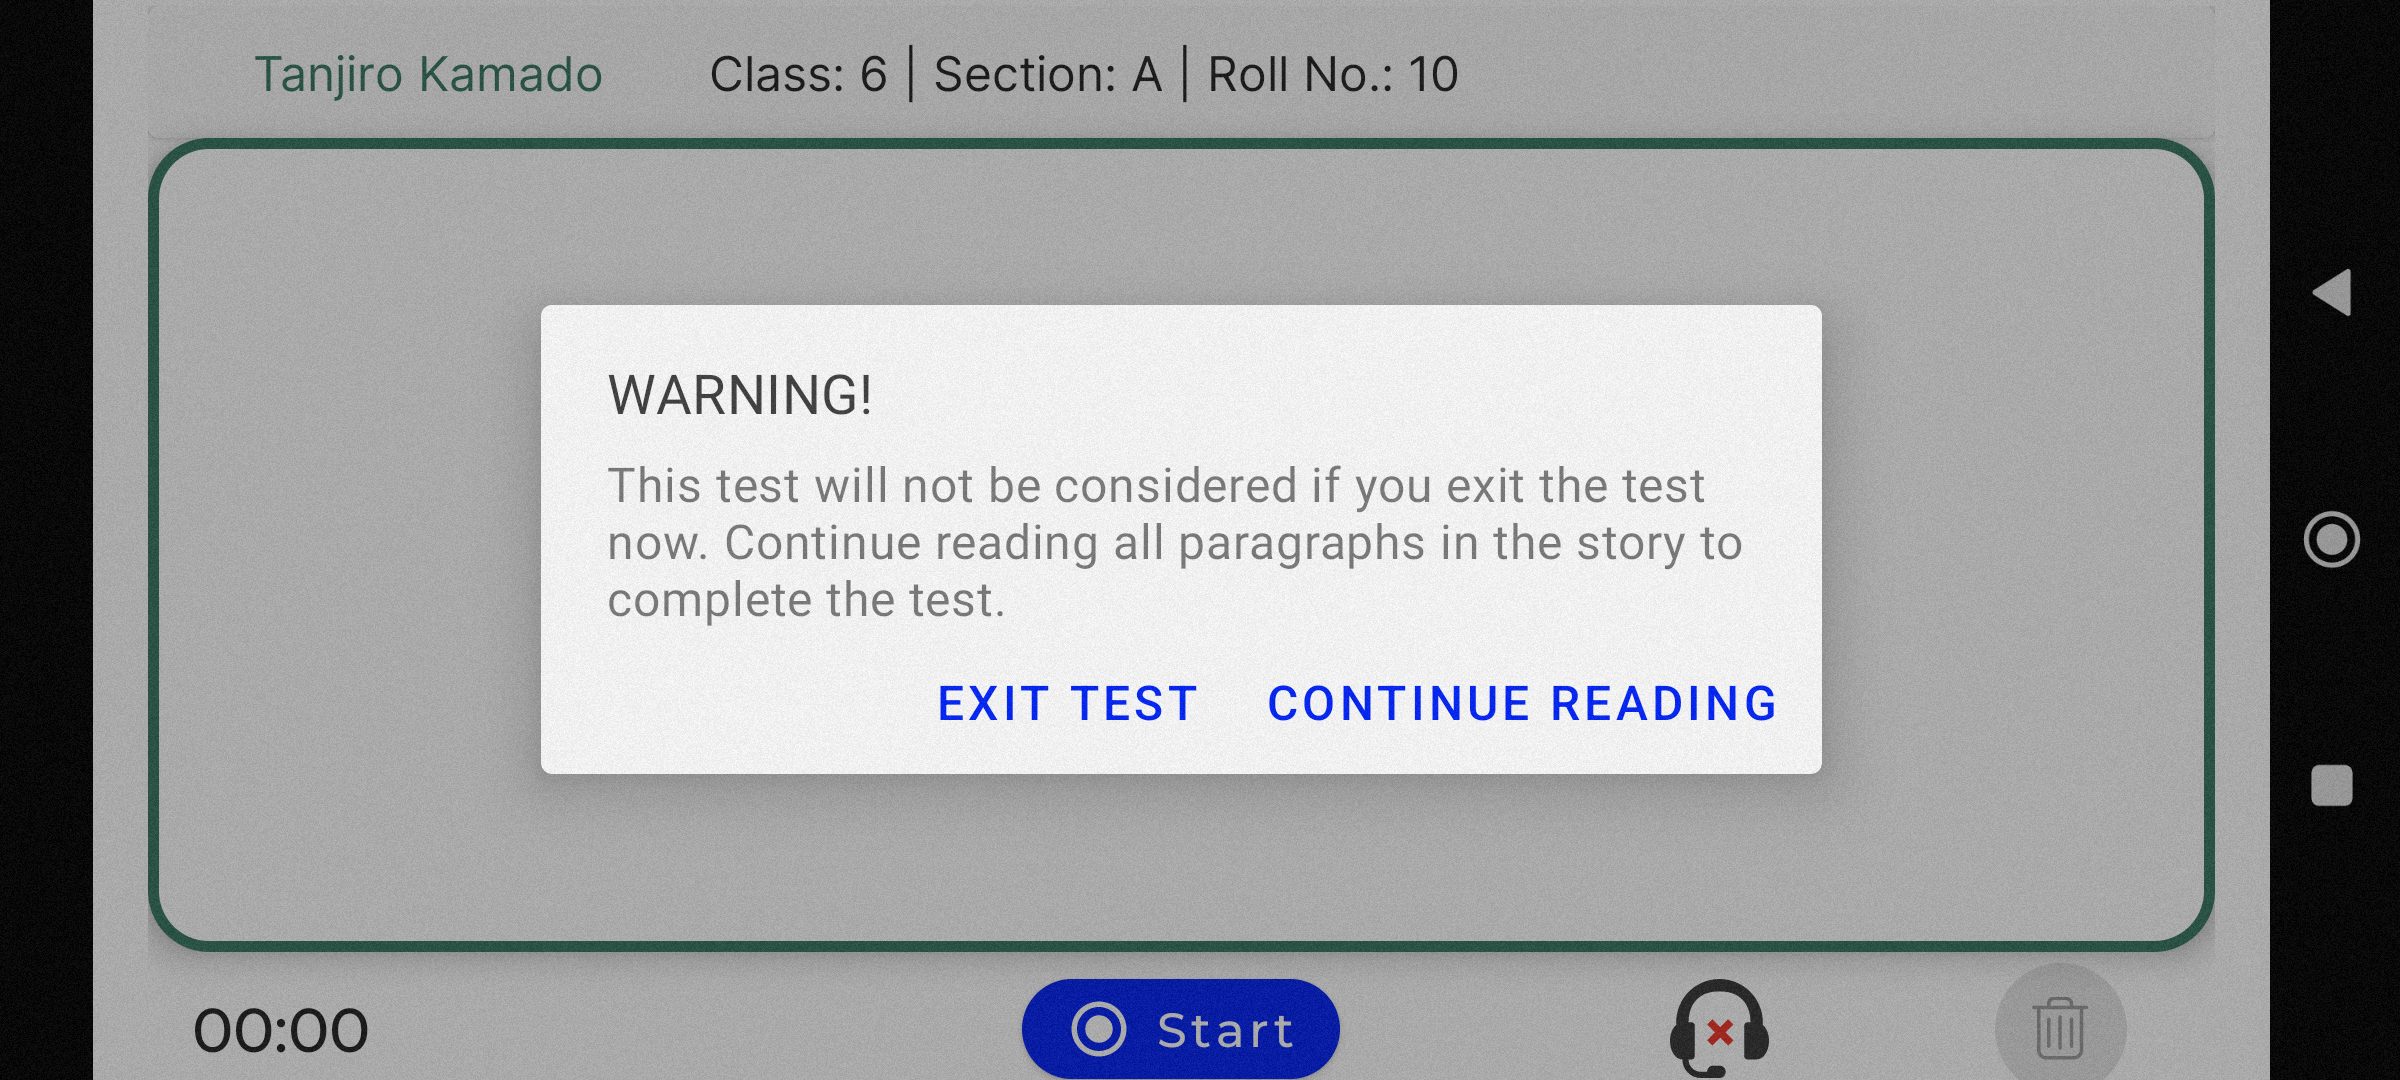 Tanjiro Kamado Class: 6 | Section: A | Roll No.: 10
WARNING!
This test will not be considered if you exit the test
now. Continue reading all paragraphs in the story to
complete the test.
EXIT TEST CONTINUE READING
00:00 Start